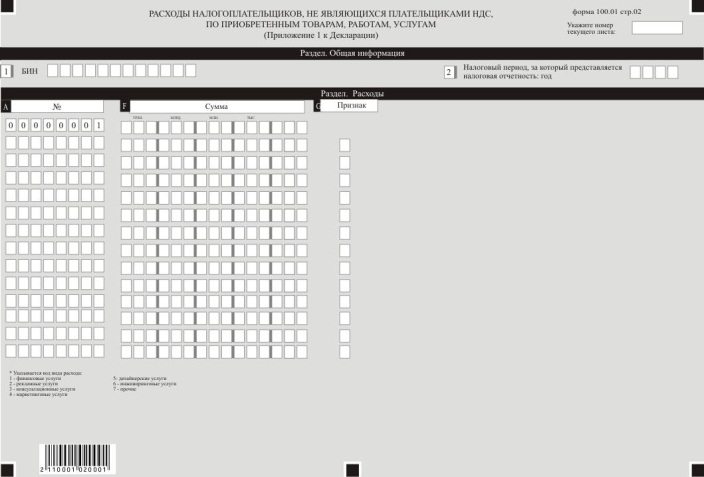 РАСХОДЫ НАЛОГОПЛАТЕЛЬЩИКОВ, НЕ ЯВЛЯЮЩИХСЯ ПЛАТЕЛЬЩИКАМИ НДС,
ПО ПРИОБРЕТЕННЫМ ТОВАРАМ, РАБОТАМ, УСЛУГАМ
(Приложение 1 к Декларации)
форма 100.01 стр.02
Укажите номер
текущего листа:
Раздел. Общая информация
1 БИН
2 Налоговый период, за который представляется
налоговая отчетность: год
Раздел. Расходы
A № F Сумма G Признак
трлн. млрд. млн. тыс.
0 0 0 0 0 0 0 1
* Указывается код вида расхода:
1 - финансовые услуги
2 - рекламные услуги
3 - консультационные услуги
4 - маркетинговые услуги
5- дизайнерские услуги
6 - инжиниринговые услуги
7 - прочие
2 110001 020001